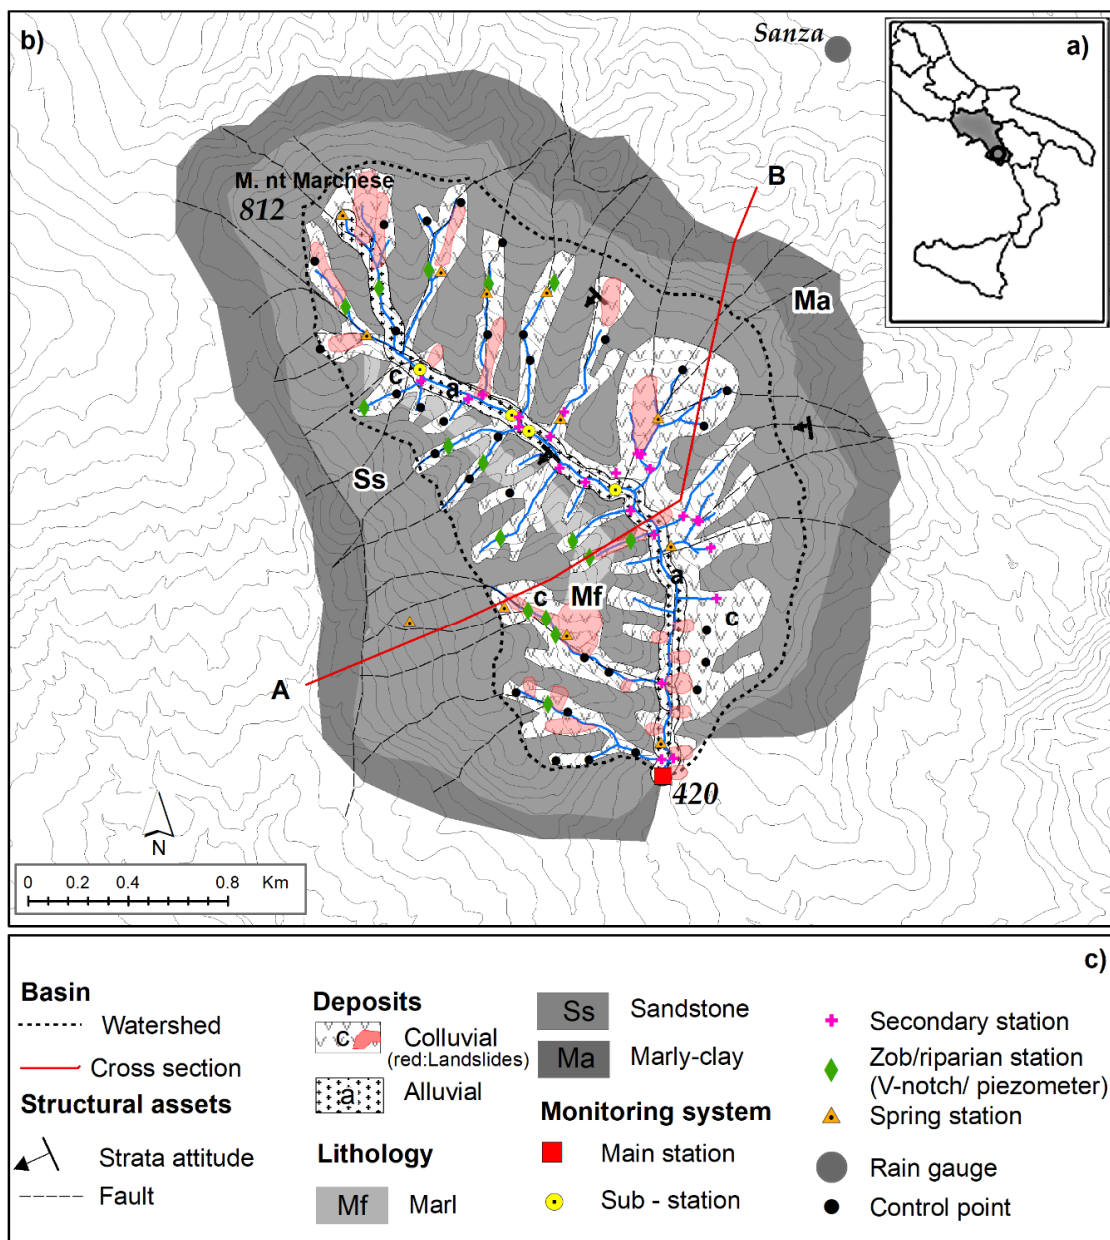 b)
Sanza
a)
B
M. nt Marchese
812
Ma
c
a
Ss
a
c
Mf
c
A
420
N
0 0.2 0.4 0.8 Km
c)
Basin
Watershed
Cross section
Structural assets
Strata attitude
Fault
Deposits
c Colluvial
(red:Landslides)
a Alluvial
Lithology
Mf Marl
Ss Sandstone
Ma Marly-clay
Monitoring system
Main station
Sub - station
Secondary station
Zob/riparian station
(V-notch/ piezometer)
Spring station
Rain gauge
Control point